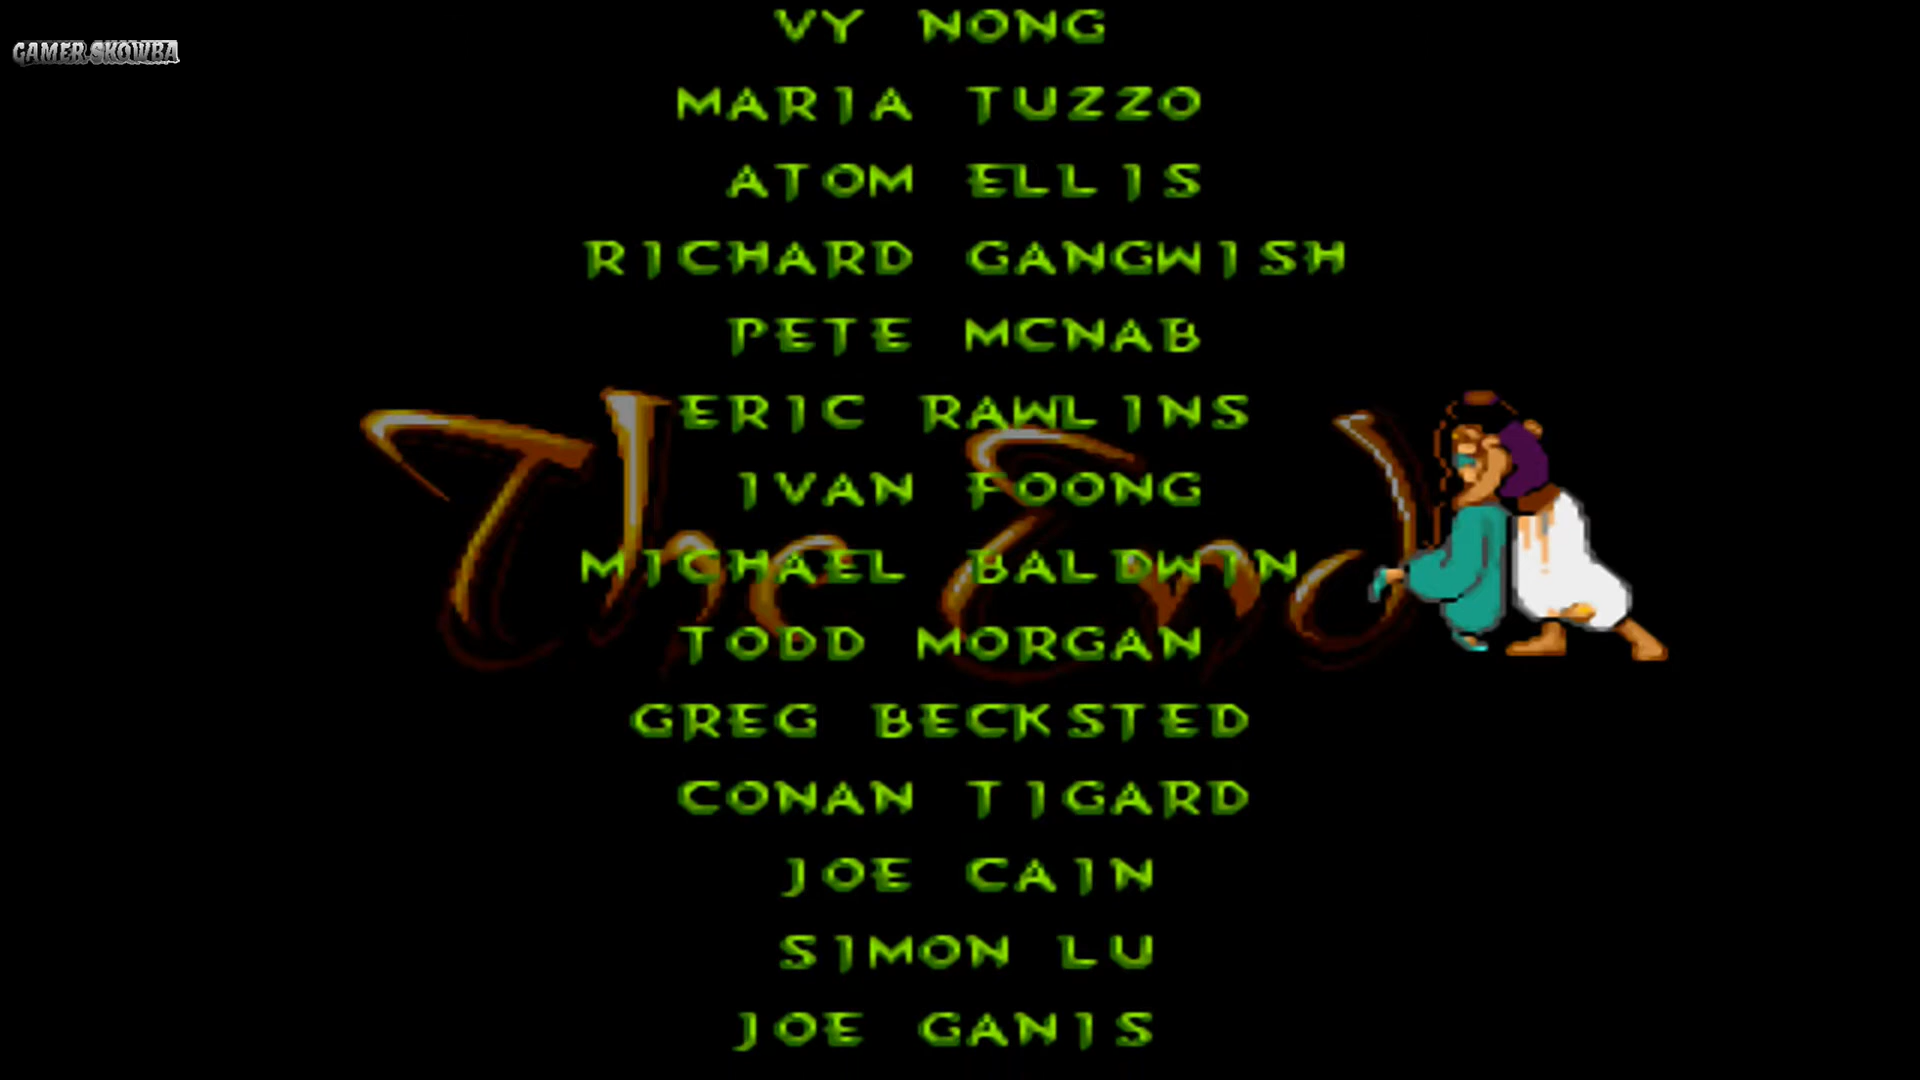 GAMER SKOWBA
VY NONG
MARIA TUZZO
ATOM ELLIS
RICHARD GANGWISH
PETE MCNAB
ERIC RAWLINS
IVAN FOONG
MICHAEL BALDWIN
TODD MORGAN
GREG BECKSTED
CONAN TIGARD
JOE CAIN
SIMON LU
JOE GANIS
The End